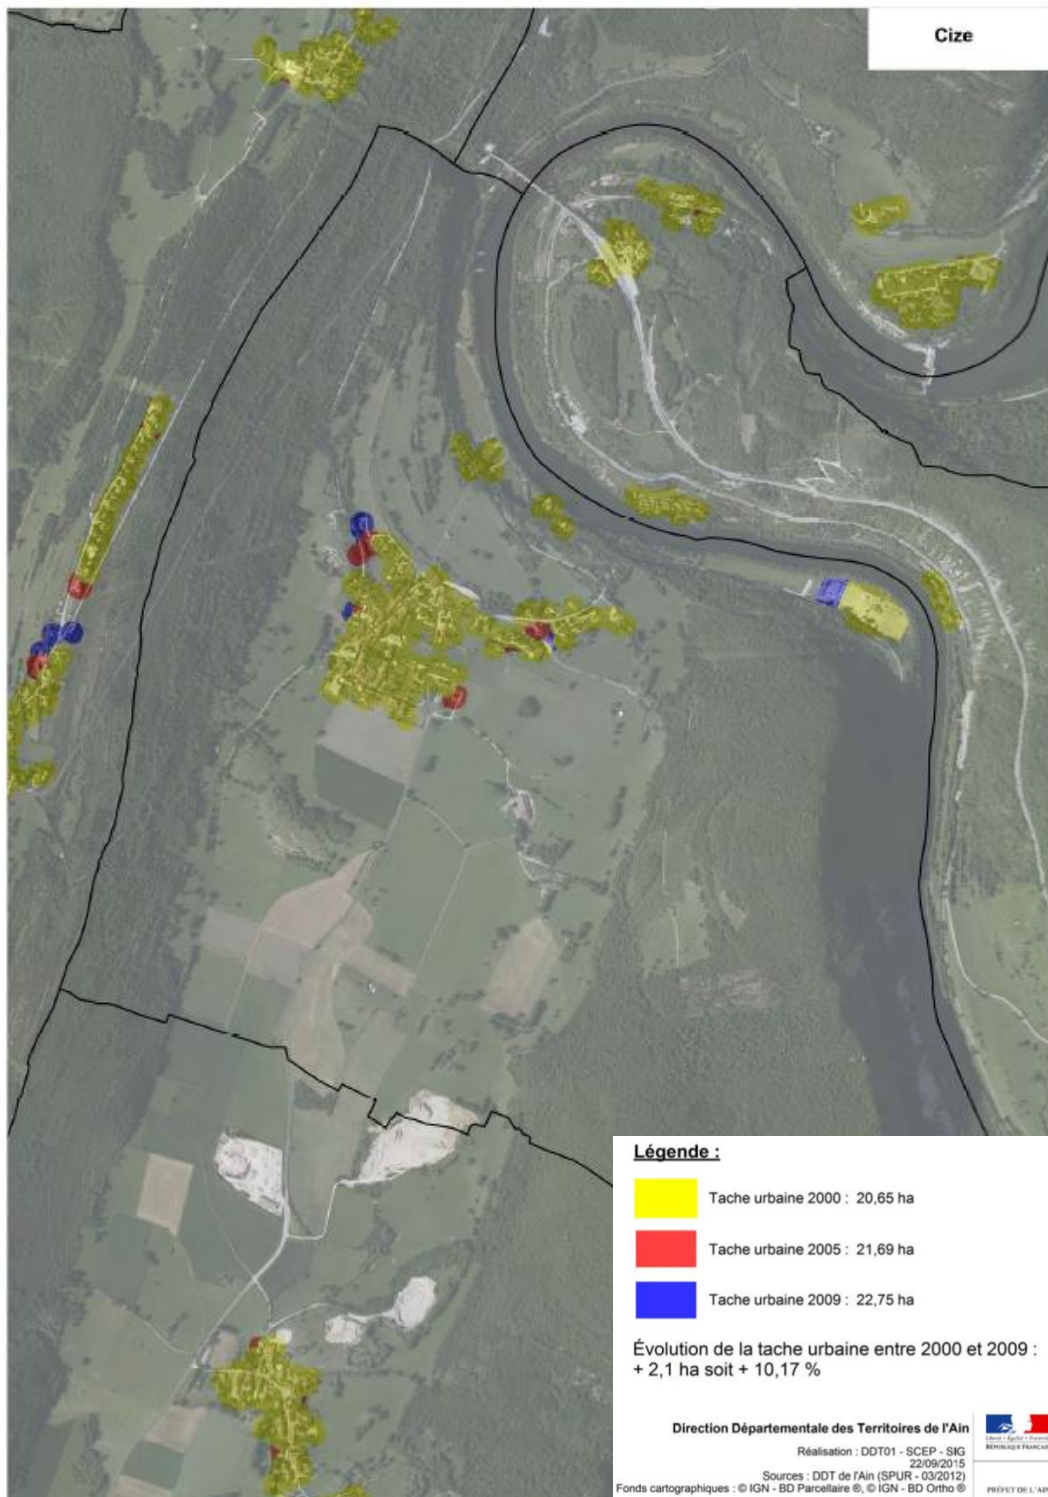 Cize
Légende :
Tache urbaine 2000 : 20,65 ha
Tache urbaine 2005 : 21,69 ha
Tache urbaine 2009 : 22,75 ha
Évolution de la tache urbaine entre 2000 et 2009 :
+ 2,1 ha soit + 10,17 %
Direction Départementale des Territoires de l'Ain
Réalisation : DDT01 - SCEP - SIG
22/09/2015
Sources : DDT de l'Ain (SPUR - 03/2012)
Fonds cartographiques : © IGN - BD Parcellaire ®, © IGN - BD Ortho ®
RÉPUBLIQUE FRANÇAISE
PRÉFET DE L'AIN